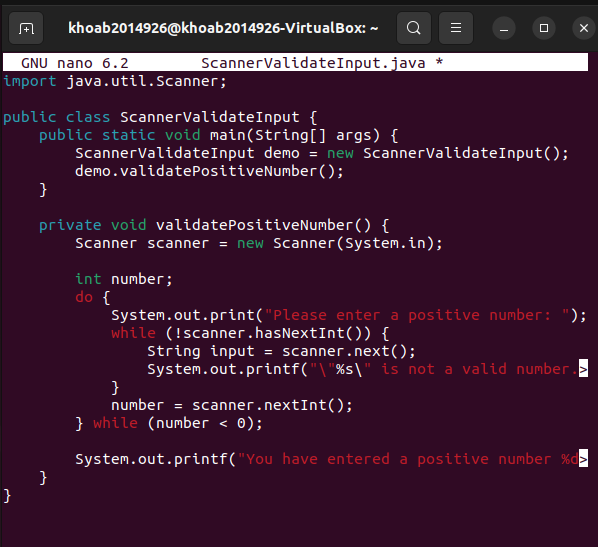 khoab2014926@khoab2014926-VirtualBox: ~
GNU nano 6.2 ScannerValidateInput.java *
import java.util.Scanner;
public class ScannerValidateInput {
    public static void main(String[] args) {
        ScannerValidateInput demo = new ScannerValidateInput();
        demo.validatePositiveNumber();
    }
    private void validatePositiveNumber() {
        Scanner scanner = new Scanner(System.in);
        int number;
        do {
            System.out.print("Please enter a positive number: ");
            while (!scanner.hasNextInt()) {
                String input = scanner.next();
                System.out.printf("\"%s\" is not a valid number.>
            }
            number = scanner.nextInt();
        } while (number < 0);
        System.out.printf("You have entered a positive number %d>
    }
}